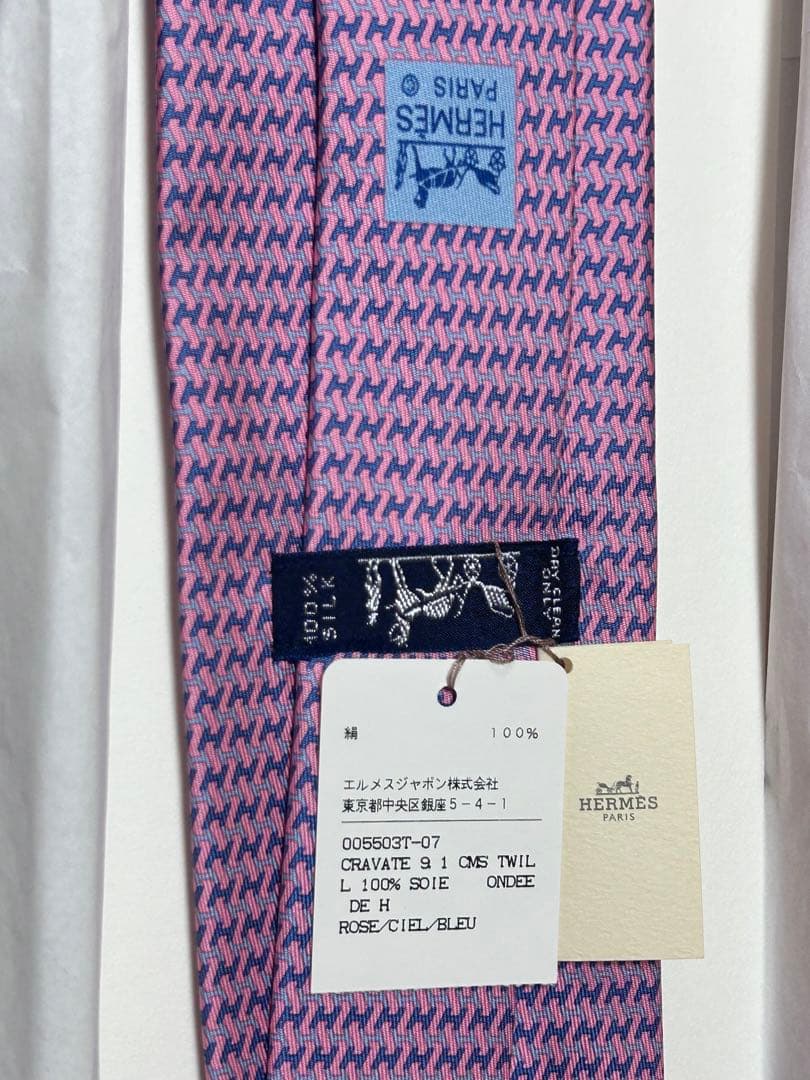 HERMÈS
PARIS ©
100%
SILK
DRY CLEAN
ONLY
絹 100%
エルメスジャポン株式会社
東京都中央区銀座5-4-1
005503T-07
CRAVATE 9.1 CMS TWIL
L 100% SOIE ONDEE
DE H
ROSE/CIEL/BLEU
HERMÈS
PARIS